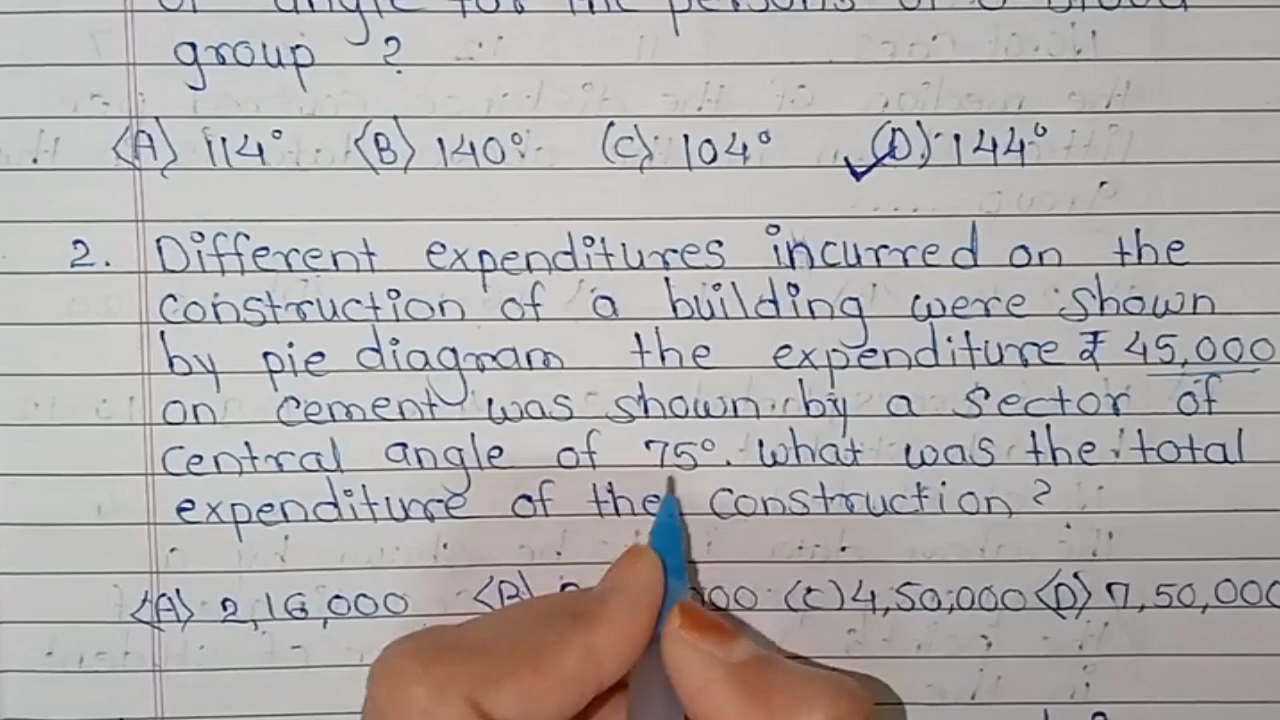 group ?
(A) 114° (B) 140° (C) 104° (D) 144°
2. Different expenditures incurred on the
construction of a building were shown
by pie diagram the expenditure ₹ 45,000
on cement was shown by a sector of
central angle of 75°. what was the total
expenditure of the construction ?
(A) 2,16,000 (B) (C) 4,50,000 (D) 7,50,000